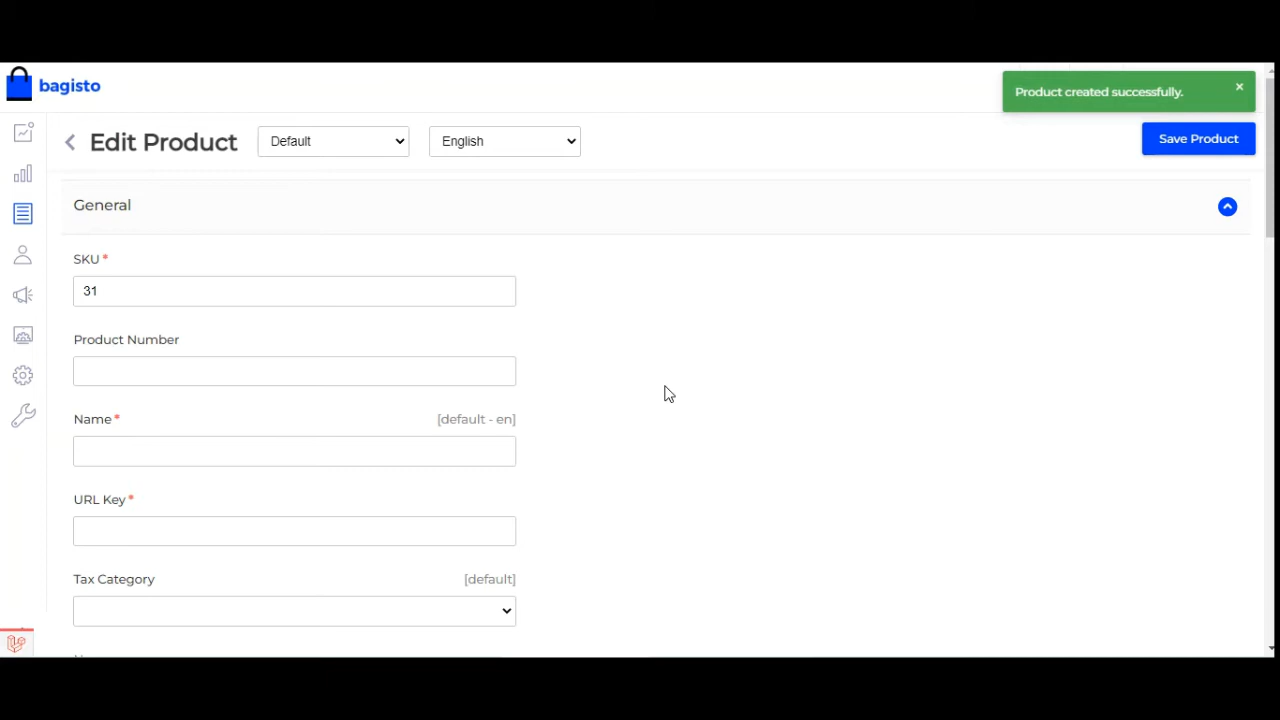 bagisto
Product created successfully.
Edit Product
Default
English
Save Product
General
SKU *
31
Product Number
Name *
[default - en]
URL Key *
Tax Category
[default]